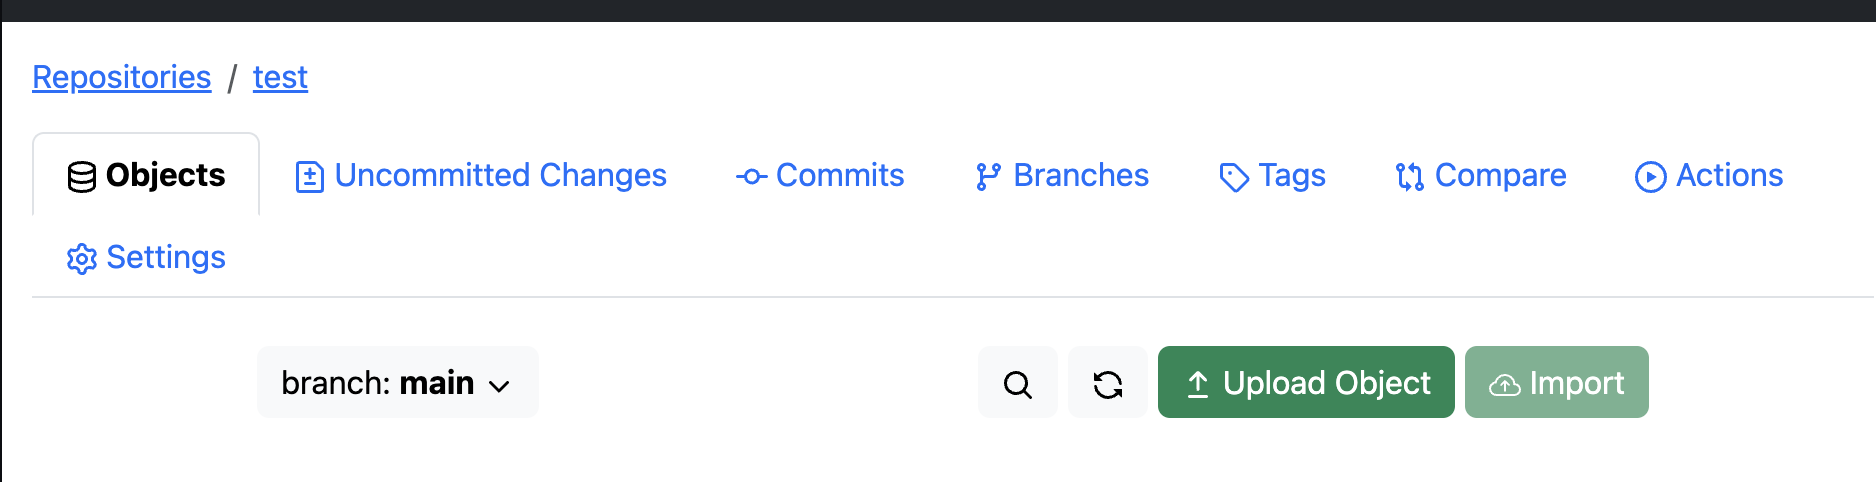 Repositories / test
Objects Uncommitted Changes Commits Branches Tags Compare Actions
Settings
branch: main Upload Object Import